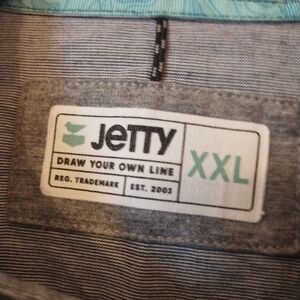 JETTY
DRAW YOUR OWN LINE
REG. TRADEMARK
EST. 2003
XXL